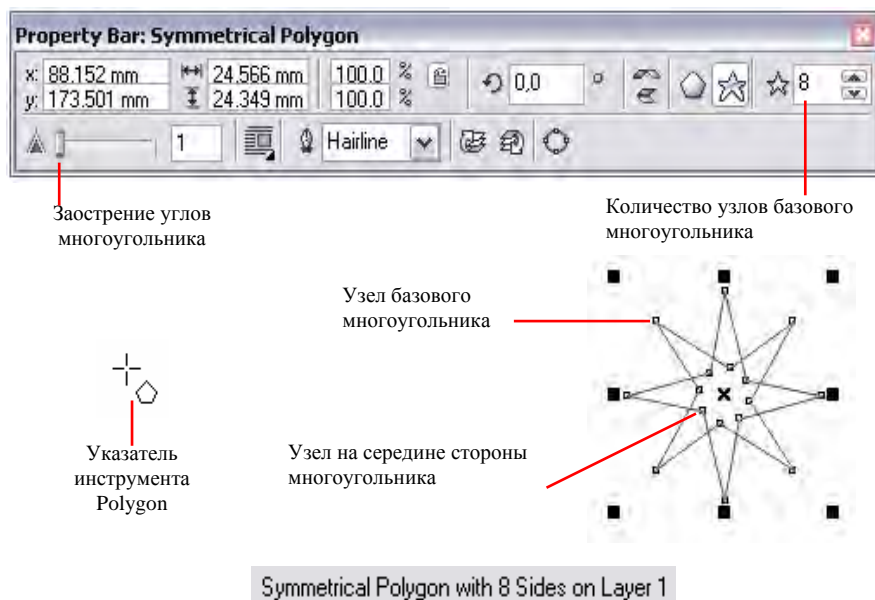 Property Bar: Symmetrical Polygon
x: 88.152 mm 24.566 mm 100.0 % 0,0 o 8
y: 173.501 mm 24.349 mm 100.0 %
1 Hairline
Заострение углов
многоугольника
Количество узлов базового
многоугольника
Узел базового
многоугольника
Указатель
инструмента
Polygon
Узел на середине стороны
многоугольника
Symmetrical Polygon with 8 Sides on Layer 1